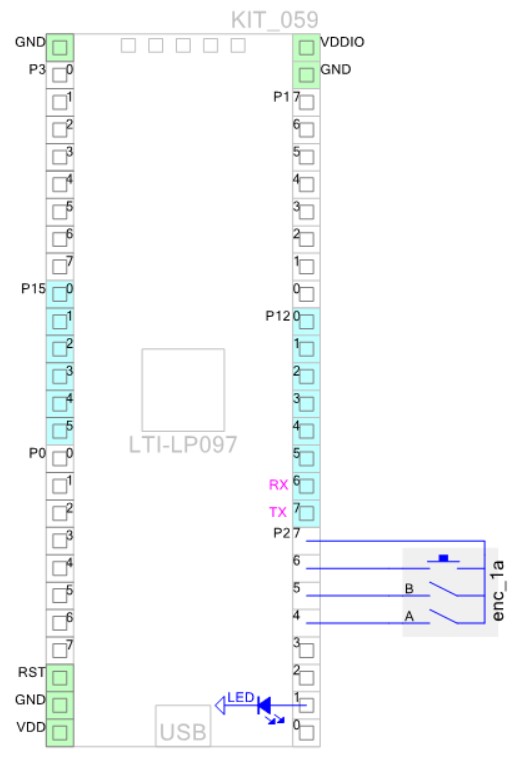 KIT_059
GND VDDIO
P3 0 GND
1 P1 7
2 6
3 5
4 4
5 3
6 2
7 1
P15 0 0
1 P12 0
2 1
3 2
4 3
5 4
LTI-LP097
P0 0 5
1 RX 6
2 TX 7
3 P2 7
4 6
5 5 B
6 4 A
enc_1a
7 3
RST 2
GND LED 1
VDD USB 0